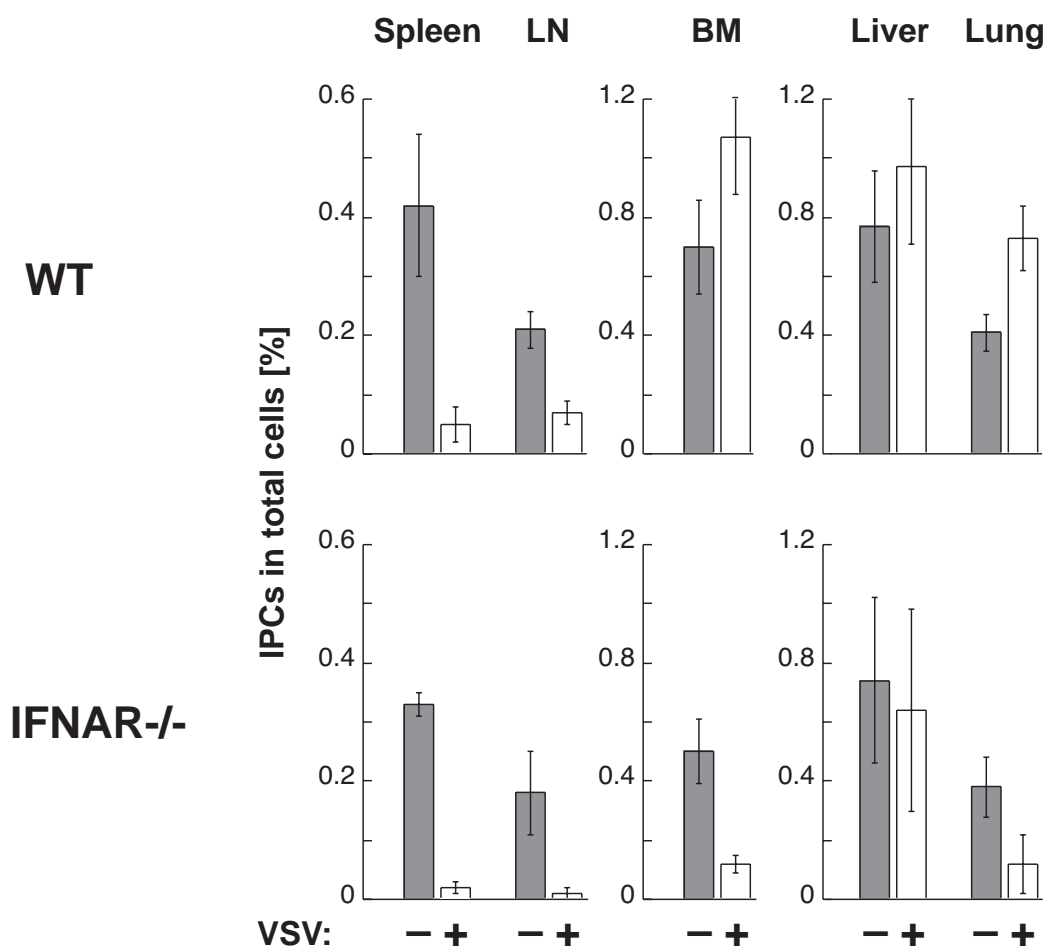 Spleen LN BM Liver Lung
WT
IPCs in total cells [%]
0.6 1.2 1.2
0.4 0.8 0.8
0.2 0.4 0.4
0 0 0
IFNAR-/-
0.6 1.2 1.2
0.4 0.8 0.8
0.2 0.4 0.4
0 0 0
VSV: − + − + − + − + − +